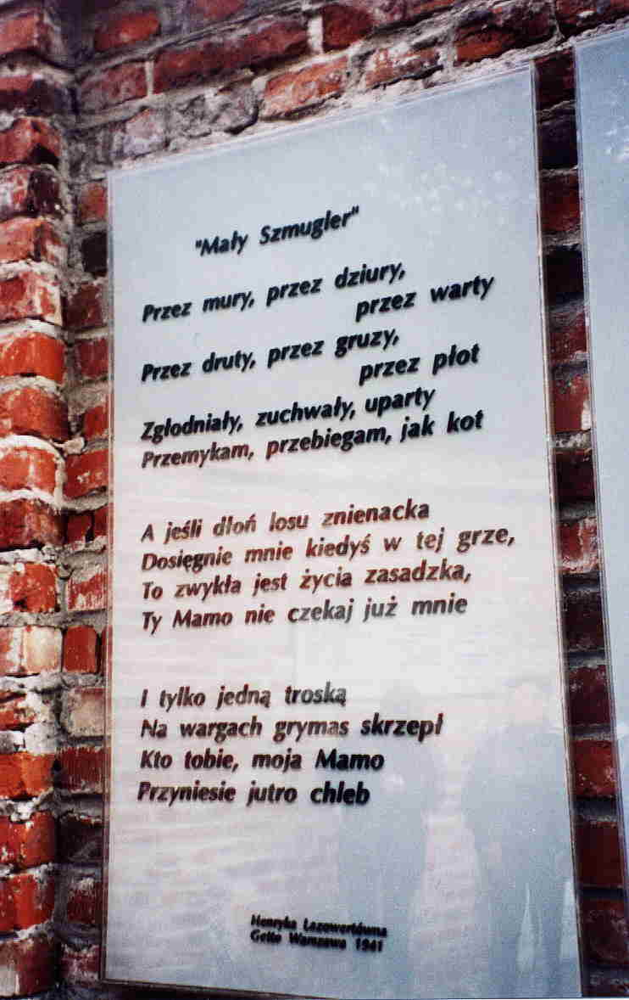 "Mały Szmugler"
Przez mury, przez dziury,
przez warty
Przez druty, przez gruzy,
przez płot
Zgłodniały, zuchwały, uparty
Przemykam, przebiegam, jak kot
A jeśli dłoń losu znienacka
Dosięgnie mnie kiedyś w tej grze,
To zwykła jest życia zasadzka,
Ty Mamo nie czekaj już mnie
I tylko jedną troską
Na wargach grymas skrzepł
Kto tobie, moja Mamo
Przyniesie jutro chleb
Henryka Lazowertówna
Getto Warszawa 1941